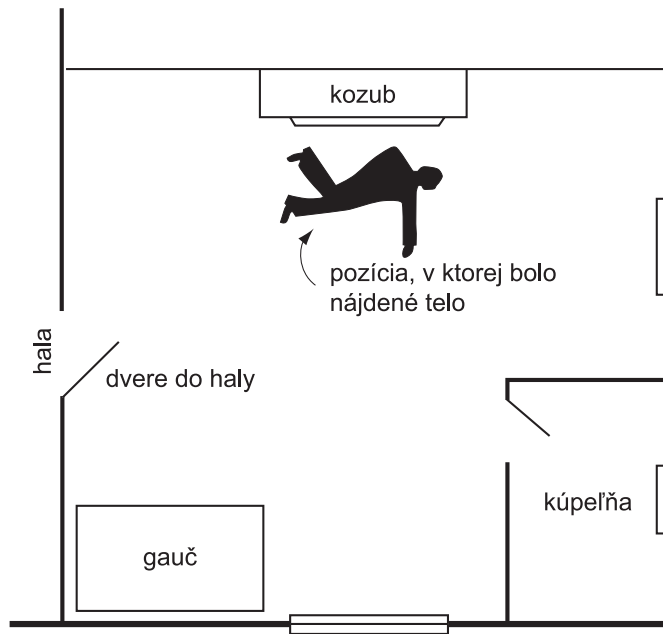 kozub
pozícia, v ktorej bolo
nájdené telo
hala
dvere do haly
kúpeľňa
gauč